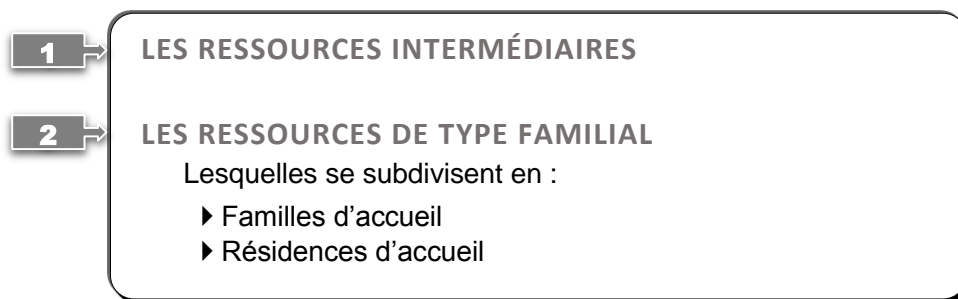 1 LES RESSOURCES INTERMÉDIAIRES
2 LES RESSOURCES DE TYPE FAMILIAL
Lesquelles se subdivisent en :
Familles d’accueil
Résidences d’accueil